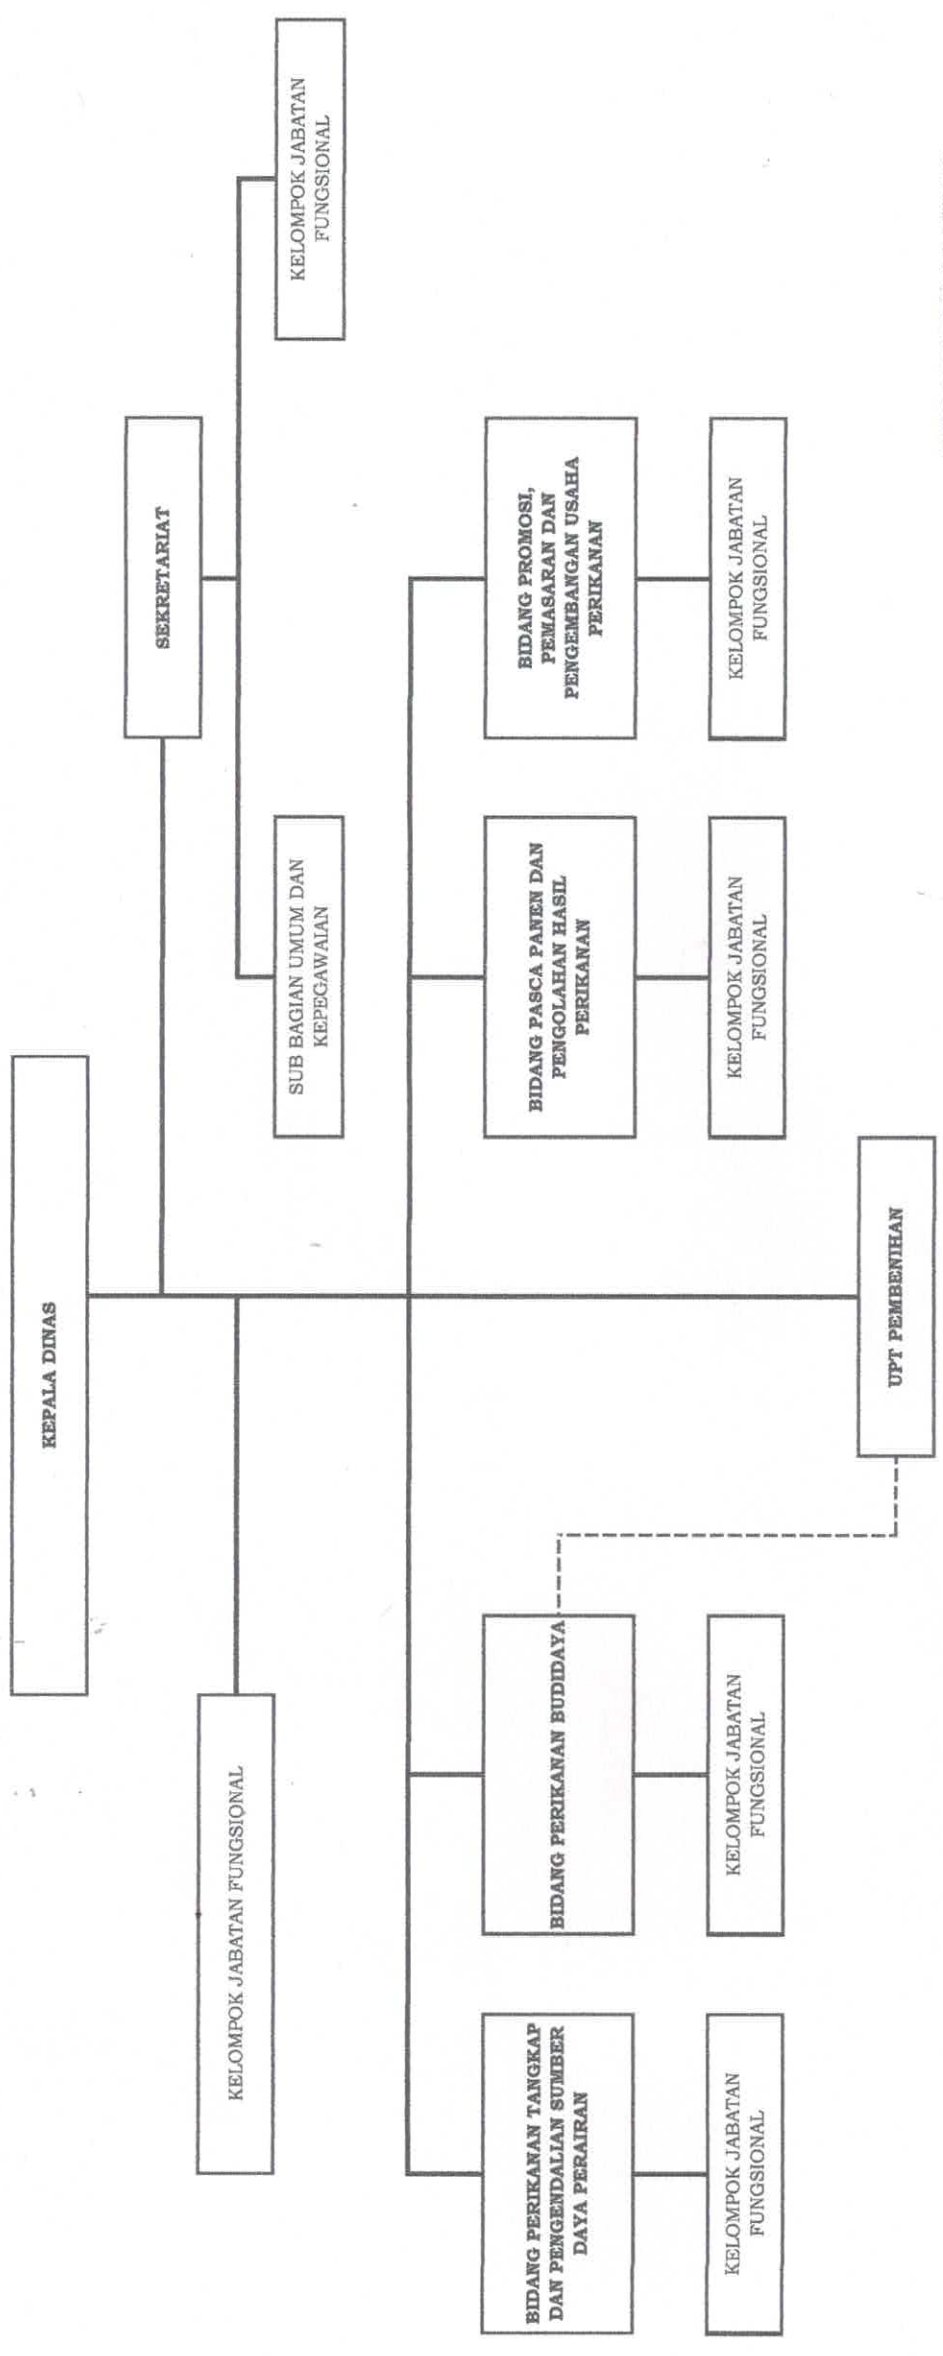 KEPALA DINAS
SEKRETARIAT
KELOMPOK JABATAN FUNGSIONAL
SUB BAGIAN UMUM DAN
KEPEGAWAIAN
KELOMPOK JABATAN
FUNGSIONAL
BIDANG PERIKANAN TANGKAP
DAN PENGENDALIAN SUMBER
DAYA PERAIRAN
BIDANG PERIKANAN BUDIDAYA
BIDANG PASCA PANEN DAN
PENGOLAHAN HASIL
PERIKANAN
BIDANG PROMOSI,
PEMASARAN DAN
PENGEMBANGAN USAHA
PERIKANAN
KELOMPOK JABATAN
FUNGSIONAL
KELOMPOK JABATAN
FUNGSIONAL
KELOMPOK JABATAN
FUNGSIONAL
KELOMPOK JABATAN
FUNGSIONAL
UPT PEMBENIHAN